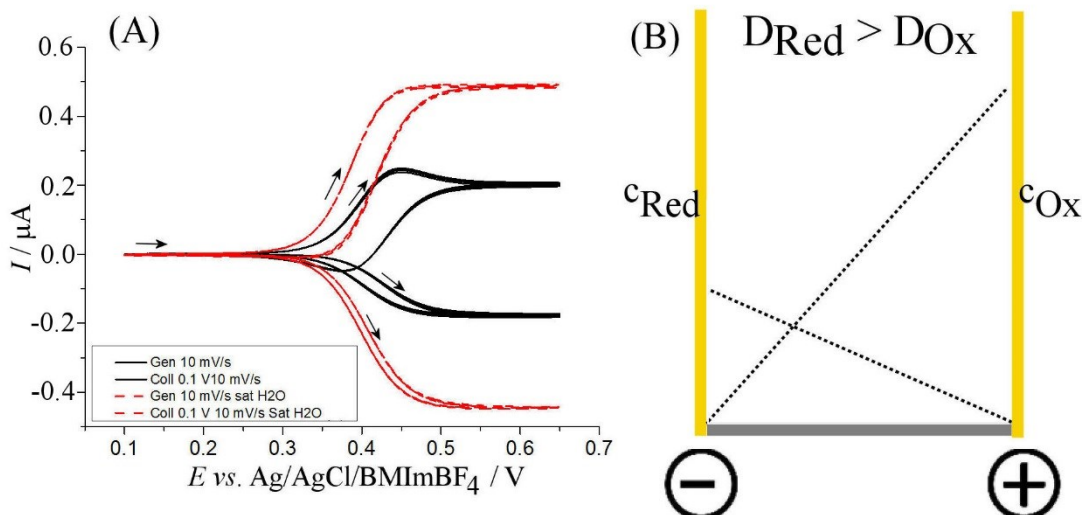 (A)
0.6
0.4
0.2
0.0
-0.2
-0.4
I / μA
Gen 10 mV/s
Coll 0.1 V10 mV/s
Gen 10 mV/s sat H2O
Coll 0.1 V 10 mV/s Sat H2O
0.1 0.2 0.3 0.4 0.5 0.6 0.7
E vs. Ag/AgCl/BMImBF4 / V
(B)
DRed > DOx
cRed
cOx
− +